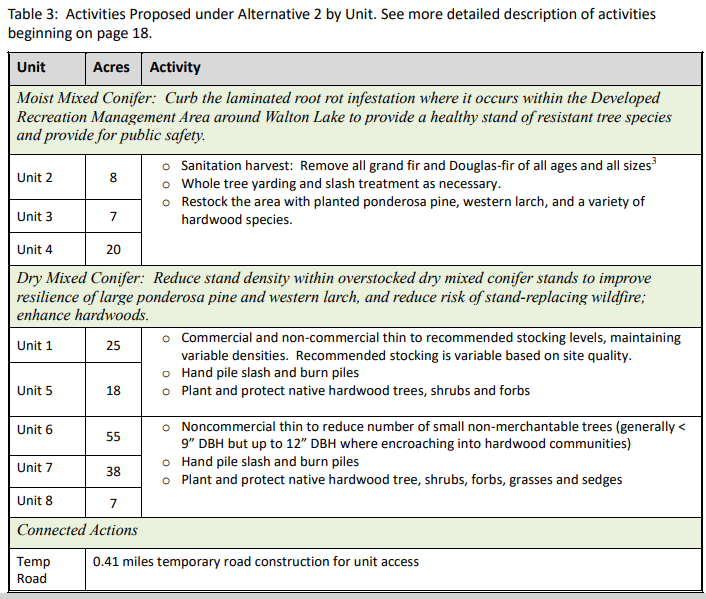 Table 3:  Activities Proposed under Alternative 2 by Unit. See more detailed description of activities
beginning on page 18.
Unit Acres Activity
Moist Mixed Conifer:  Curb the laminated root rot infestation where it occurs within the Developed
Recreation Management Area around Walton Lake to provide a healthy stand of resistant tree species
and provide for public safety.
Unit 2 8
o Sanitation harvest:  Remove all grand fir and Douglas-fir of all ages and all sizes³
o Whole tree yarding and slash treatment as necessary.
o Restock the area with planted ponderosa pine, western larch, and a variety of
hardwood species.
Unit 3 7
Unit 4 20
Dry Mixed Conifer:  Reduce stand density within overstocked dry mixed conifer stands to improve
resilience of large ponderosa pine and western larch, and reduce risk of stand-replacing wildfire;
enhance hardwoods.
Unit 1 25
o Commercial and non-commercial thin to recommended stocking levels, maintaining
variable densities.  Recommended stocking is variable based on site quality.
o Hand pile slash and burn piles
o Plant and protect native hardwood trees, shrubs and forbs
Unit 5 18
Unit 6 55
o Noncommercial thin to reduce number of small non-merchantable trees (generally <
9” DBH but up to 12” DBH where encroaching into hardwood communities)
o Hand pile slash and burn piles
o Plant and protect native hardwood tree, shrubs, forbs, grasses and sedges
Unit 7 38
Unit 8 7
Connected Actions
Temp
Road
0.41 miles temporary road construction for unit access